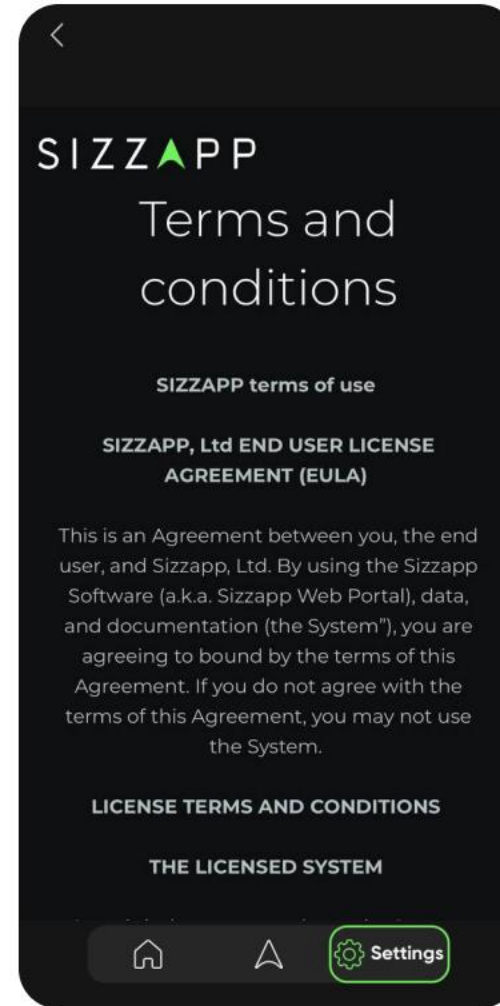 SIZZAPP
Terms and
conditions
SIZZAPP terms of use
SIZZAPP, Ltd END USER LICENSE
AGREEMENT (EULA)
This is an Agreement between you, the end
user, and Sizzapp, Ltd. By using the Sizzapp
Software (a.k.a. Sizzapp Web Portal), data,
and documentation (the System”), you are
agreeing to bound by the terms of this
Agreement. If you do not agree with the
terms of this Agreement, you may not use
the System.
LICENSE TERMS AND CONDITIONS
THE LICENSED SYSTEM
Settings